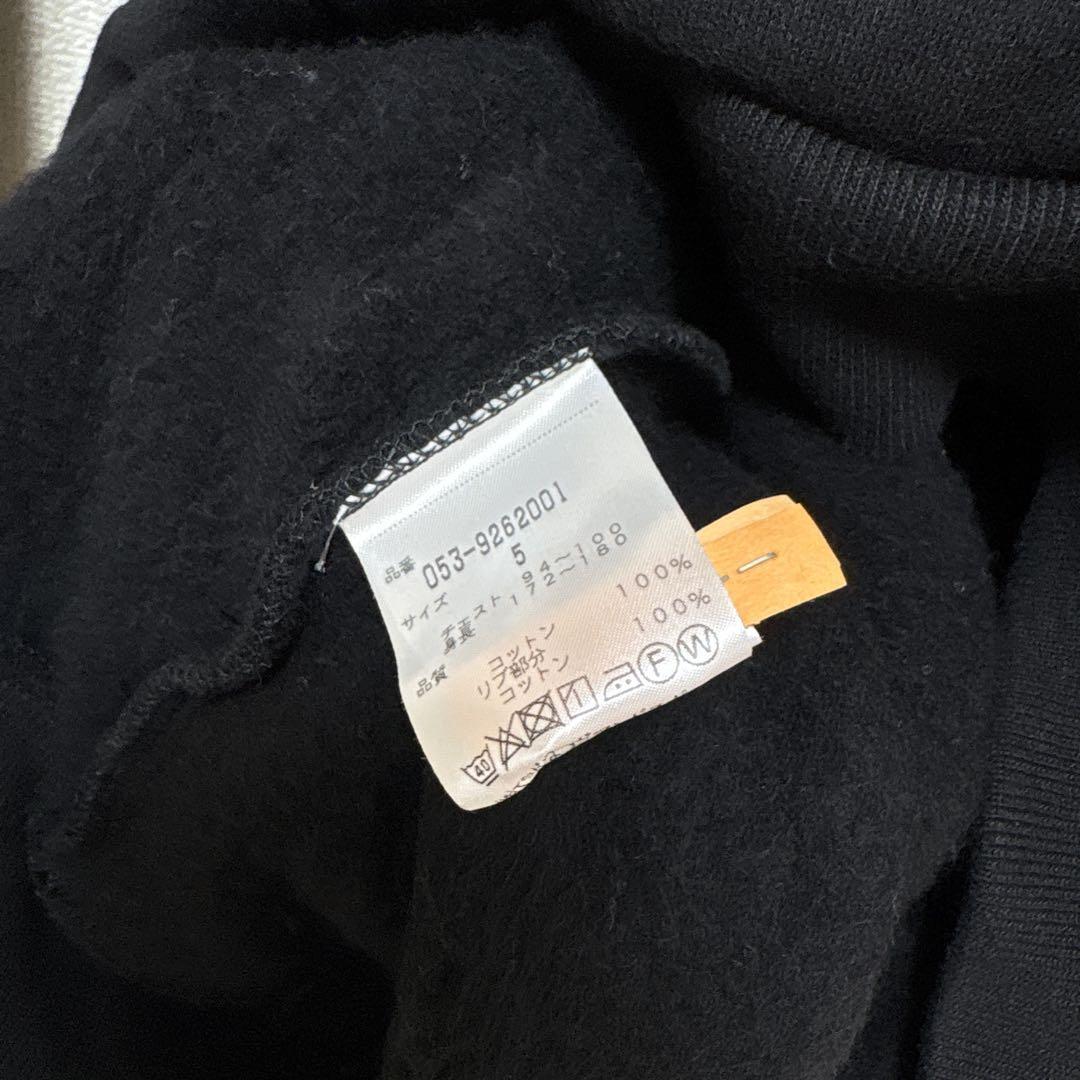 品番 053-9262001
サイズ 5
チェスト 94～100
身長 172～180
品質 コットン 100%
リブ部分
コットン 100%
40 F W